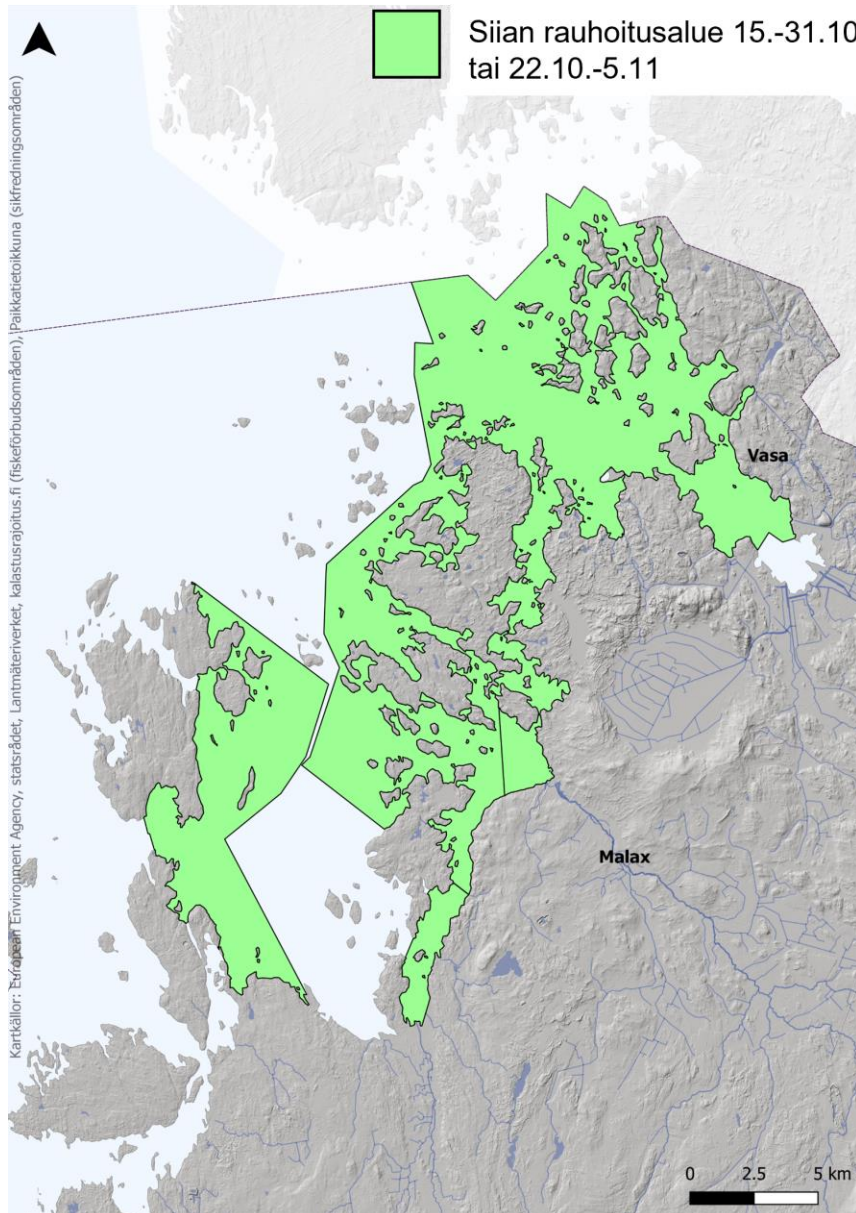 Siian rauhoitusalue 15.-31.10
tai 22.10.-5.11
Kartkällor: European Environment Agency, statsrådet, Lantmäteriverket, kalastusrajoitus.fi (fiskeförbudsområden), Paikkatietoikkuna (sikfredningsområden)
Vasa
Malax
0 2.5 5 km